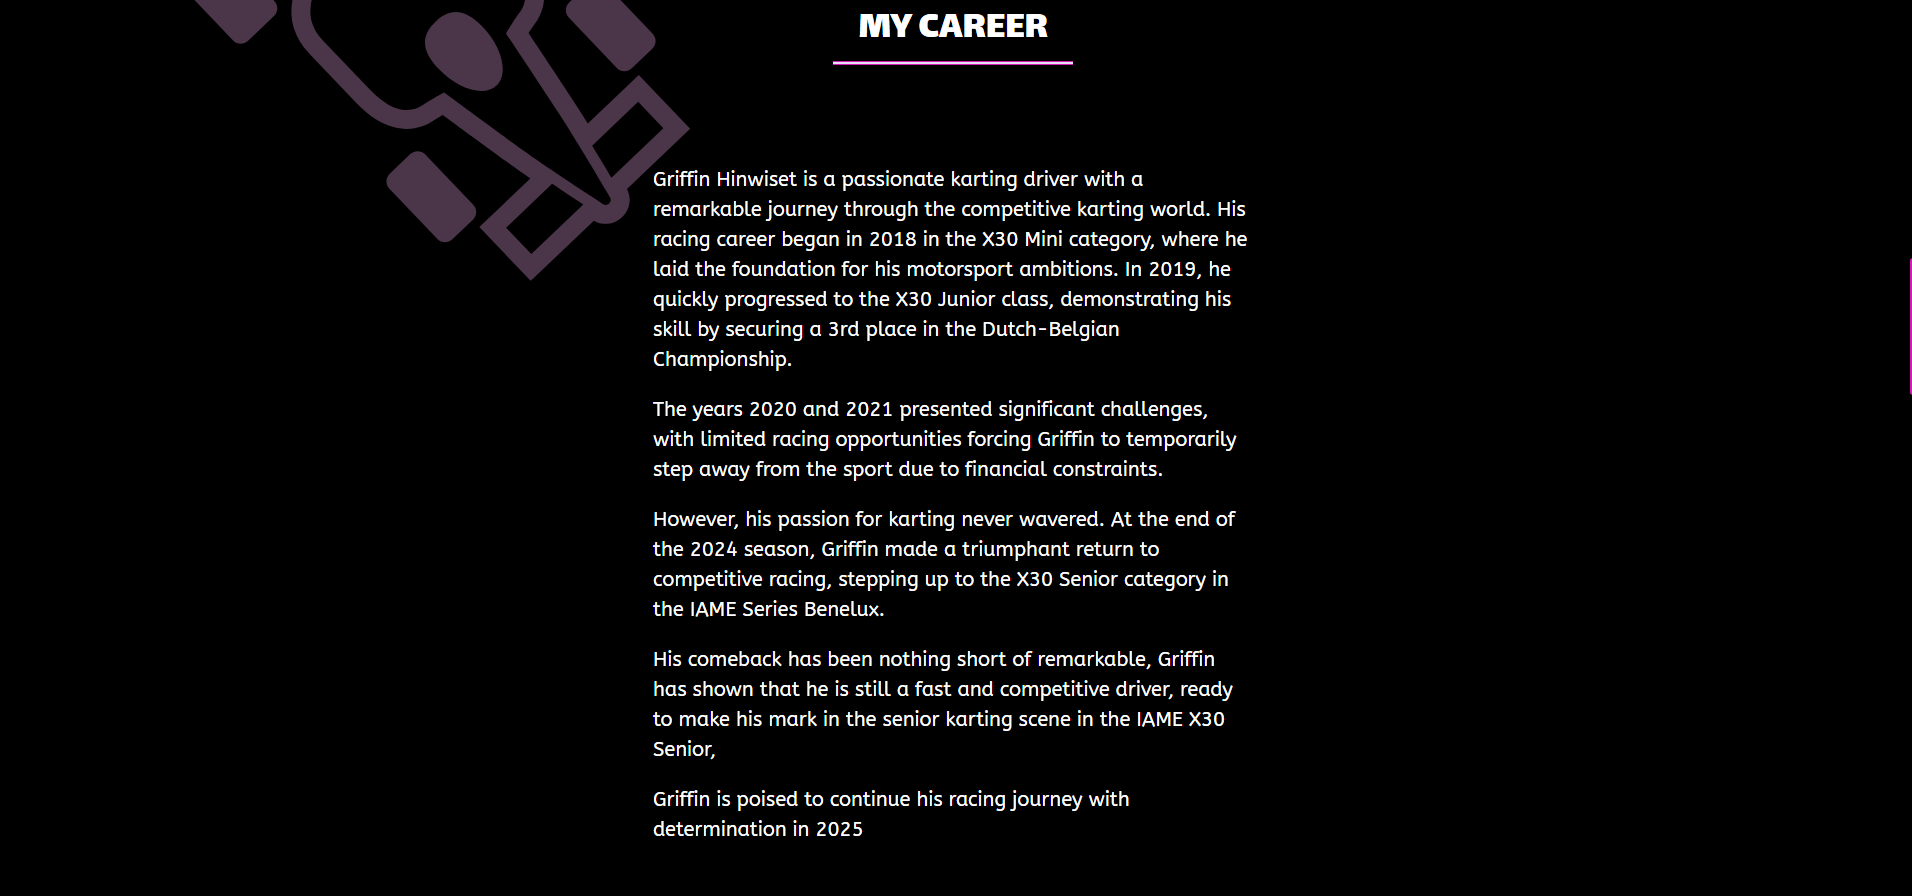 MY CAREER
Griffin Hinwiset is a passionate karting driver with a
remarkable journey through the competitive karting world. His
racing career began in 2018 in the X30 Mini category, where he
laid the foundation for his motorsport ambitions. In 2019, he
quickly progressed to the X30 Junior class, demonstrating his
skill by securing a 3rd place in the Dutch-Belgian
Championship.
The years 2020 and 2021 presented significant challenges,
with limited racing opportunities forcing Griffin to temporarily
step away from the sport due to financial constraints.
However, his passion for karting never wavered. At the end of
the 2024 season, Griffin made a triumphant return to
competitive racing, stepping up to the X30 Senior category in
the IAME Series Benelux.
His comeback has been nothing short of remarkable, Griffin
has shown that he is still a fast and competitive driver, ready
to make his mark in the senior karting scene in the IAME X30
Senior,
Griffin is poised to continue his racing journey with
determination in 2025